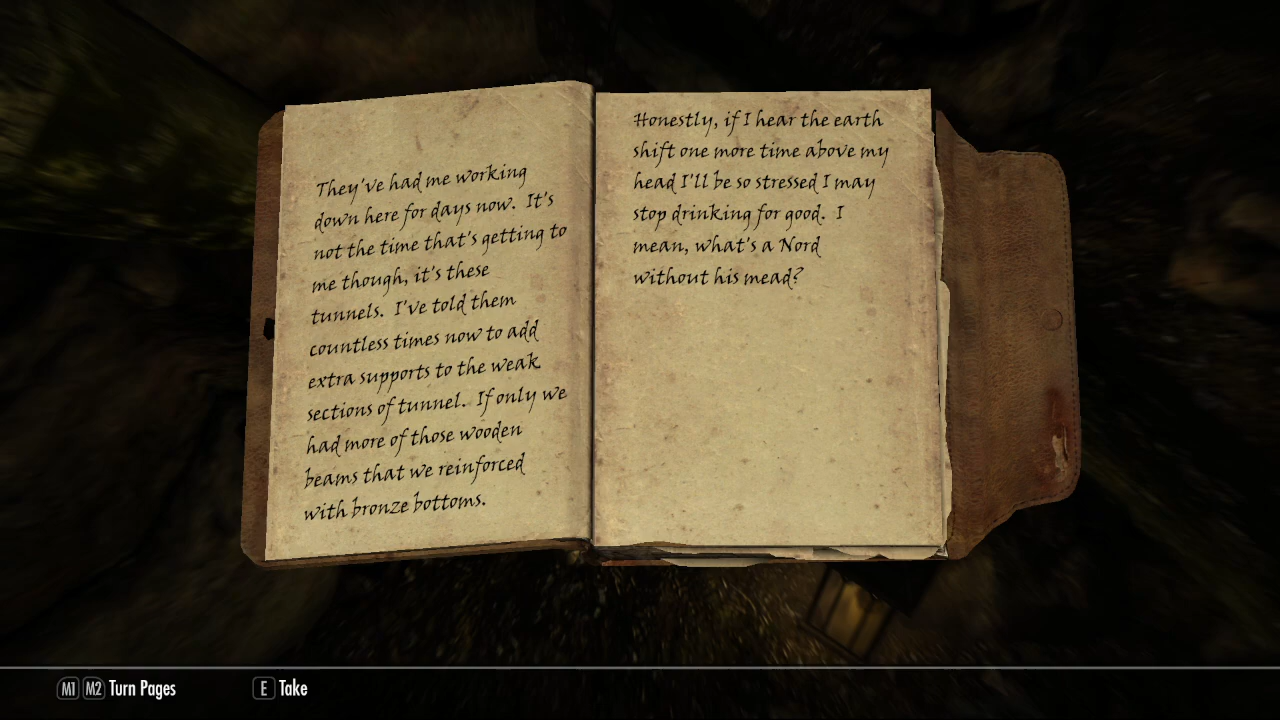 They've had me working
down here for days now. It's
not the time that's getting to
me though, it's these
tunnels. I've told them
countless times now to add
extra supports to the weak
sections of tunnel. If only we
had more of those wooden
beams that we reinforced
with bronze bottoms.
Honestly, if I hear the earth
shift one more time above my
head I'll be so stressed I may
stop drinking for good. I
mean, what's a Nord
without his mead?
M1 M2 Turn Pages
E Take